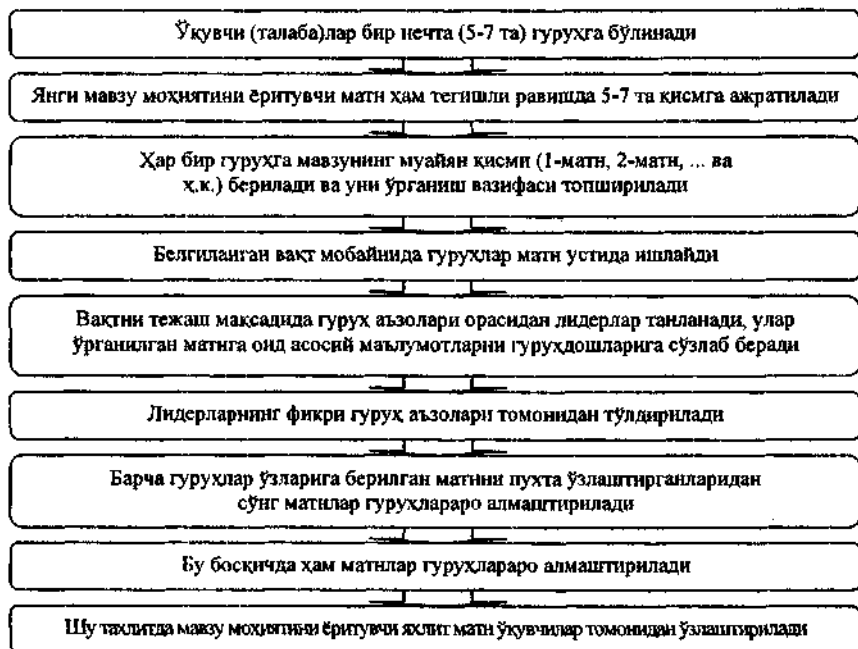 Ўқувчи (талаба)лар бир нечта (5-7 та) гуруҳга бўлинади
Янги мавзу моҳиятини ёритувчи матн ҳам тегишли равишда 5-7 та қисмга ажратилади
Ҳар бир гуруҳга мавзунинг муайян қисми (1-матн, 2-матн, ... ва
ҳ.к.) берилади ва уни ўрганиш вазифаси топширилади
Белгиланган вақт мобайнида гуруҳлар матн устида ишлайди
Вақтни тежаш мақсадида гуруҳ аъзолари орасидан лидерлар танланади, улар
ўрганилган матнга оид асосий маълумотларни гуруҳдошларига сўзлаб беради
Лидерларнинг фикри гуруҳ аъзолари томонидан тўлдирилади
Барча гуруҳлар ўзларига берилган матнни пухта ўзлаштирганларидан
сўнг матнлар гуруҳлараро алмаштирилади
Бу босқичда ҳам матнлар гуруҳлараро алмаштирилади
Шу тахлитда мавзу моҳиятини ёритувчи яхлит матн ўқувчилар томонидан ўзлаштирилади